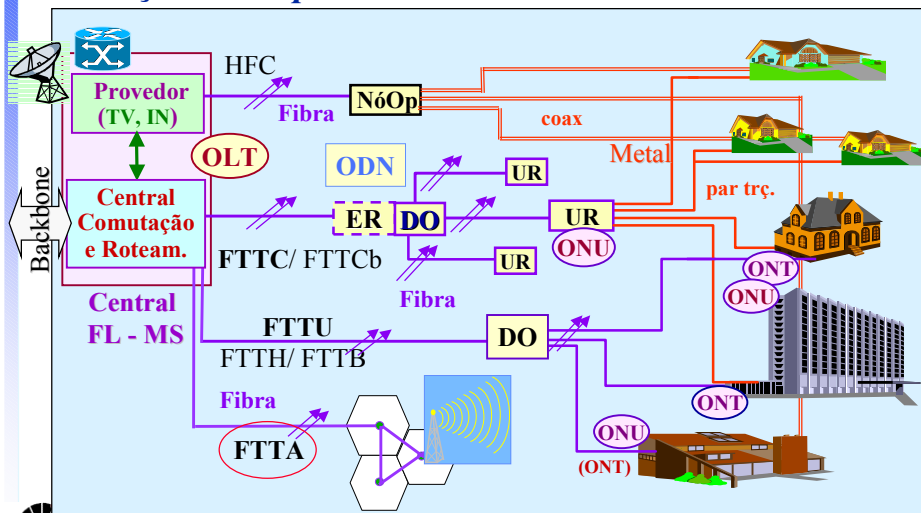 HFC
Provedor
(TV, IN)
Fibra
NóOp
coax
Metal
OLT
ODN
UR
par trç.
Backbone
Central
Comutação
e Roteam.
ER
DO
UR
ONU
FTTC/ FTTCb
UR
Fibra
ONT
ONU
Central
FL - MS
FTTU
FTTH/ FTTB
DO
ONT
Fibra
FTTA
ONU
(ONT)